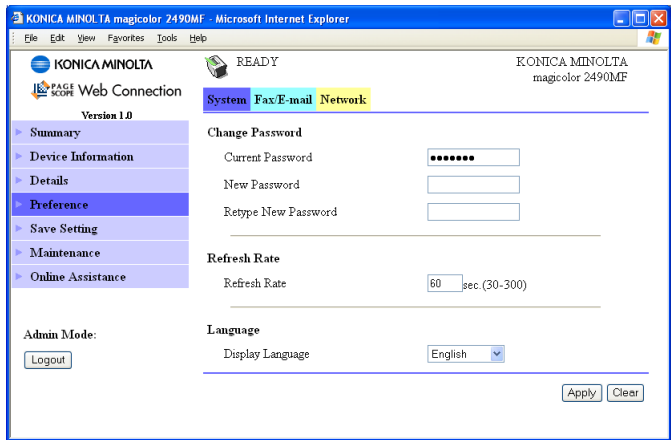 KONICA MINOLTA magicolor 2490MF - Microsoft Internet Explorer
File Edit View Favorites Tools Help
KONICA MINOLTA
PAGE SCOPE Web Connection
Version 1.0
READY
KONICA MINOLTA
magicolor 2490MF
System Fax/E-mail Network
Summary
Device Information
Details
Preference
Save Setting
Maintenance
Online Assistance
Admin Mode:
Logout
Change Password
Current Password ●●●●●●●
New Password
Retype New Password
Refresh Rate
Refresh Rate 60 sec.(30-300)
Language
Display Language English
Apply Clear